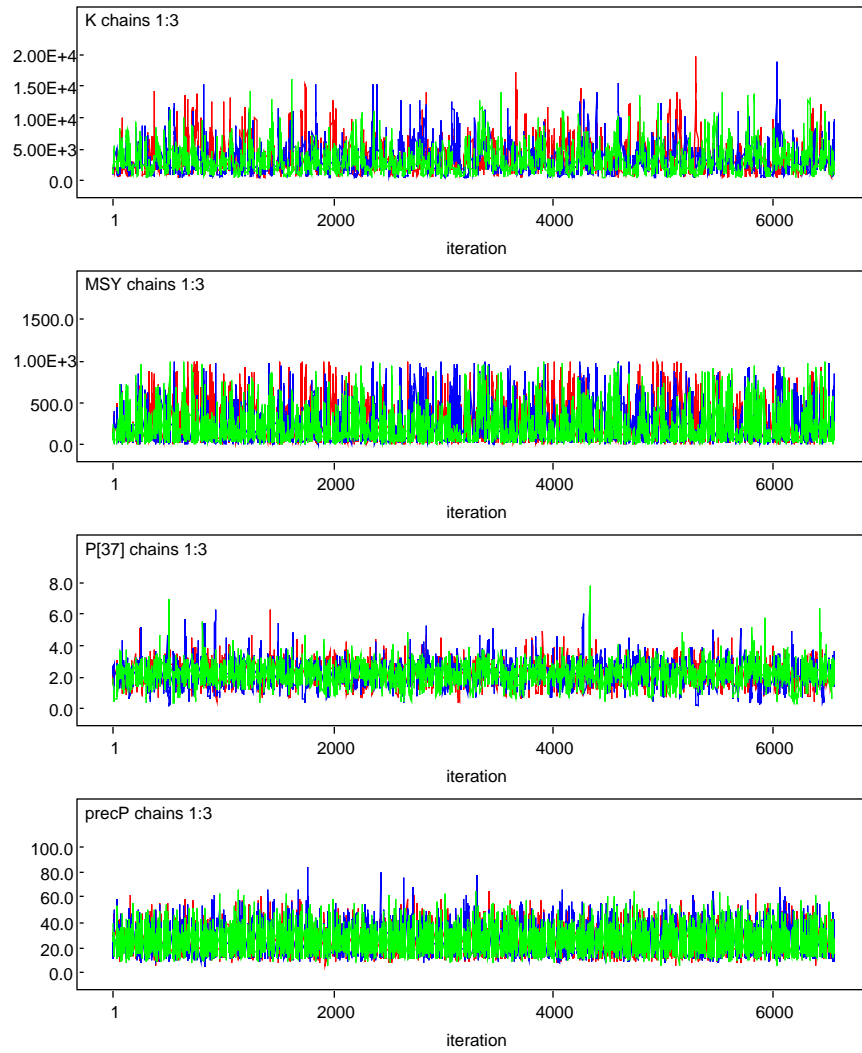 K chains 1:3
2.00E+4
1.50E+4
1.00E+4
5.00E+3
0.0
1 2000 4000 6000
iteration
MSY chains 1:3
1500.0
1.00E+3
500.0
0.0
1 2000 4000 6000
iteration
P[37] chains 1:3
8.0
6.0
4.0
2.0
0.0
1 2000 4000 6000
iteration
precP chains 1:3
100.0
80.0
60.0
40.0
20.0
0.0
1 2000 4000 6000
iteration